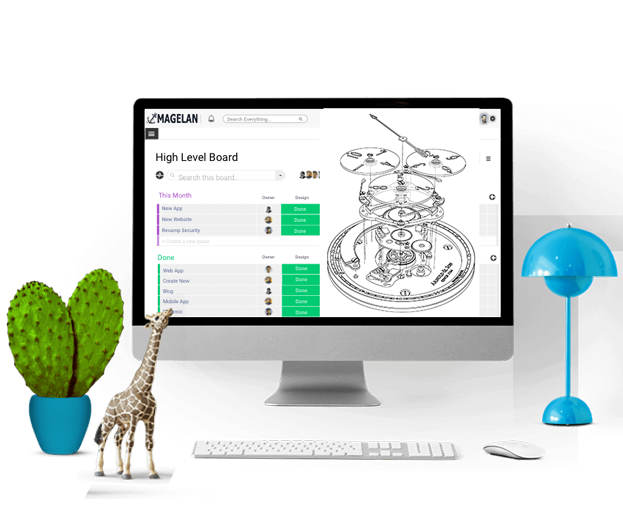 MAGELAN
Search Everything...
High Level Board
Search this board...
This Month
Owner
Design
New App
Done
New Website
Done
Revamp Security
Done
+ Create a new pulse
Done
Owner
Design
Web App
Done
Create New
Done
Blog
Done
Mobile App
Done
Done